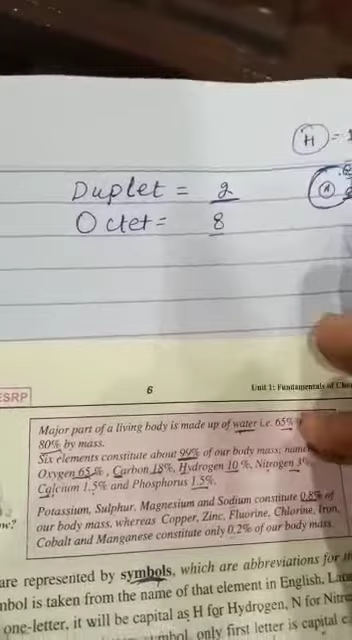 H = 1
Duplet = 2
Octet = 8
ESRP
6
Unit 1: Fundamentals of Che
Major part of a living body is made up of water i.e. 65%
80% by mass.
Six elements constitute about 99% of our body mass; name
Oxygen 65%, Carbon 18%, Hydrogen 10 %, Nitrogen 3%
Calcium 1.5% and Phosphorus 1.5%.
Potassium, Sulphur, Magnesium and Sodium constitute 0.8% of
our body mass. whereas Copper, Zinc, Fluorine, Chlorine, Iron,
Cobalt and Manganese constitute only 0.2% of our body mass.
ow?
are represented by symbols, which are abbreviations for
mbol is taken from the name of that element in English, La
one-letter, it will be capital as H for Hydrogen, N for Nitro
symbol, only first letter is capital